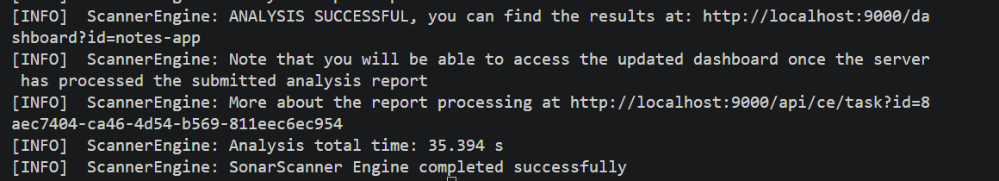 [INFO]  ScannerEngine: ANALYSIS SUCCESSFUL, you can find the results at: http://localhost:9000/da
shboard?id=notes-app
[INFO]  ScannerEngine: Note that you will be able to access the updated dashboard once the server
 has processed the submitted analysis report
[INFO]  ScannerEngine: More about the report processing at http://localhost:9000/api/ce/task?id=8
aec7404-ca46-4d54-b569-811eec6ec954
[INFO]  ScannerEngine: Analysis total time: 35.394 s
[INFO]  ScannerEngine: SonarScanner Engine completed successfully